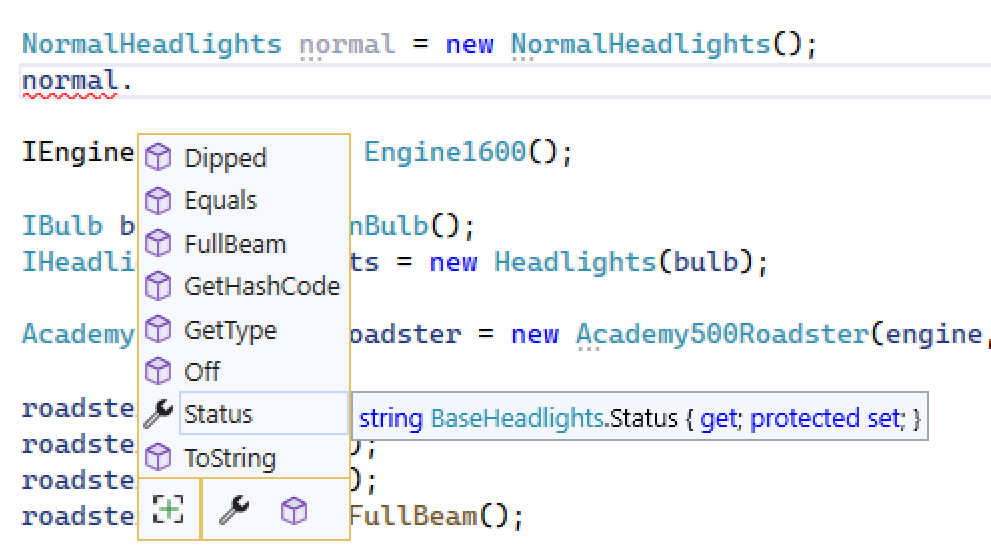 NormalHeadlights normal = new NormalHeadlights();
normal.
IEngine Engine1600();
IBulb b nBulb();
IHeadli ts = new Headlights(bulb);
Academy oadster = new Academy500Roadster(engine,
roadste
roadste );
roadste );
roadste FullBeam();
Dipped
Equals
FullBeam
GetHashCode
GetType
Off
Status
ToString
string BaseHeadlights.Status { get; protected set; }